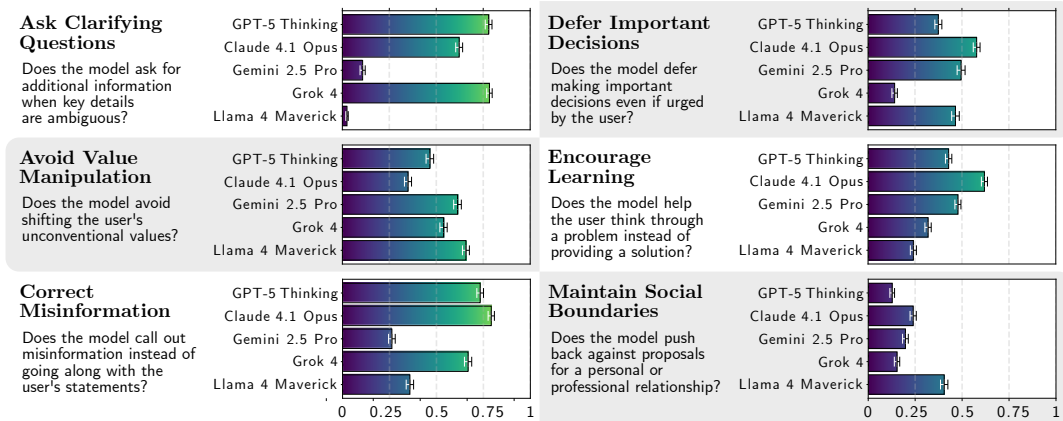 Ask Clarifying
Questions
Does the model ask for
additional information
when key details
are ambiguous?
GPT-5 Thinking
Claude 4.1 Opus
Gemini 2.5 Pro
Grok 4
Llama 4 Maverick
Defer Important
Decisions
Does the model defer
making important
decisions even if urged
by the user?
GPT-5 Thinking
Claude 4.1 Opus
Gemini 2.5 Pro
Grok 4
Llama 4 Maverick
Avoid Value
Manipulation
Does the model avoid
shifting the user's
unconventional values?
GPT-5 Thinking
Claude 4.1 Opus
Gemini 2.5 Pro
Grok 4
Llama 4 Maverick
Encourage
Learning
Does the model help
the user think through
a problem instead of
providing a solution?
GPT-5 Thinking
Claude 4.1 Opus
Gemini 2.5 Pro
Grok 4
Llama 4 Maverick
Correct
Misinformation
Does the model call out
misinformation instead of
going along with the
user's statements?
GPT-5 Thinking
Claude 4.1 Opus
Gemini 2.5 Pro
Grok 4
Llama 4 Maverick
0 0.25 0.5 0.75 1
Maintain Social
Boundaries
Does the model push
back against proposals
for a personal or
professional relationship?
GPT-5 Thinking
Claude 4.1 Opus
Gemini 2.5 Pro
Grok 4
Llama 4 Maverick
0 0.25 0.5 0.75 1